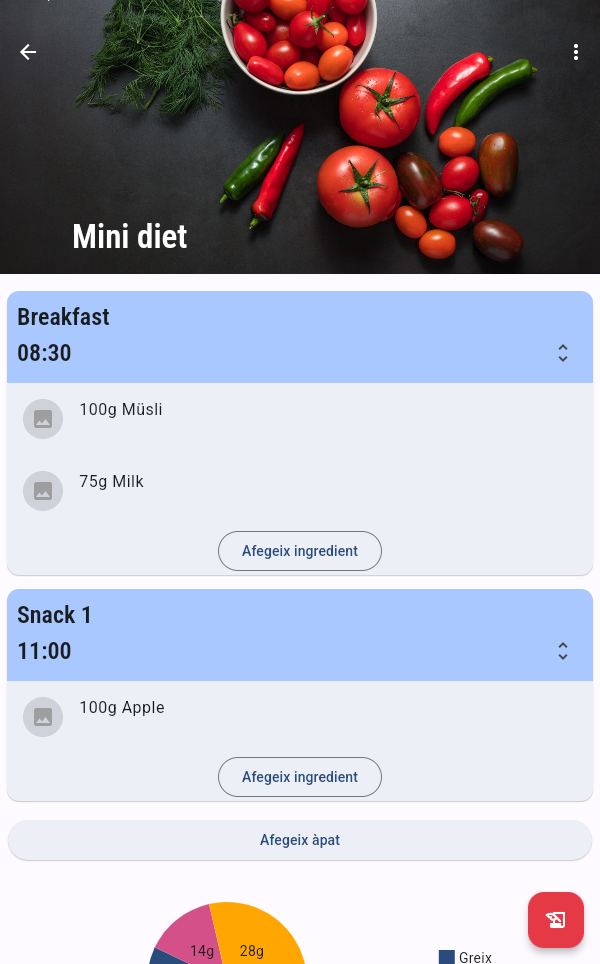 Mini diet
Breakfast
08:30
100g Müsli
75g Milk
Afegeix ingredient
Snack 1
11:00
100g Apple
Afegeix ingredient
Afegeix àpat
14g
28g
Greix